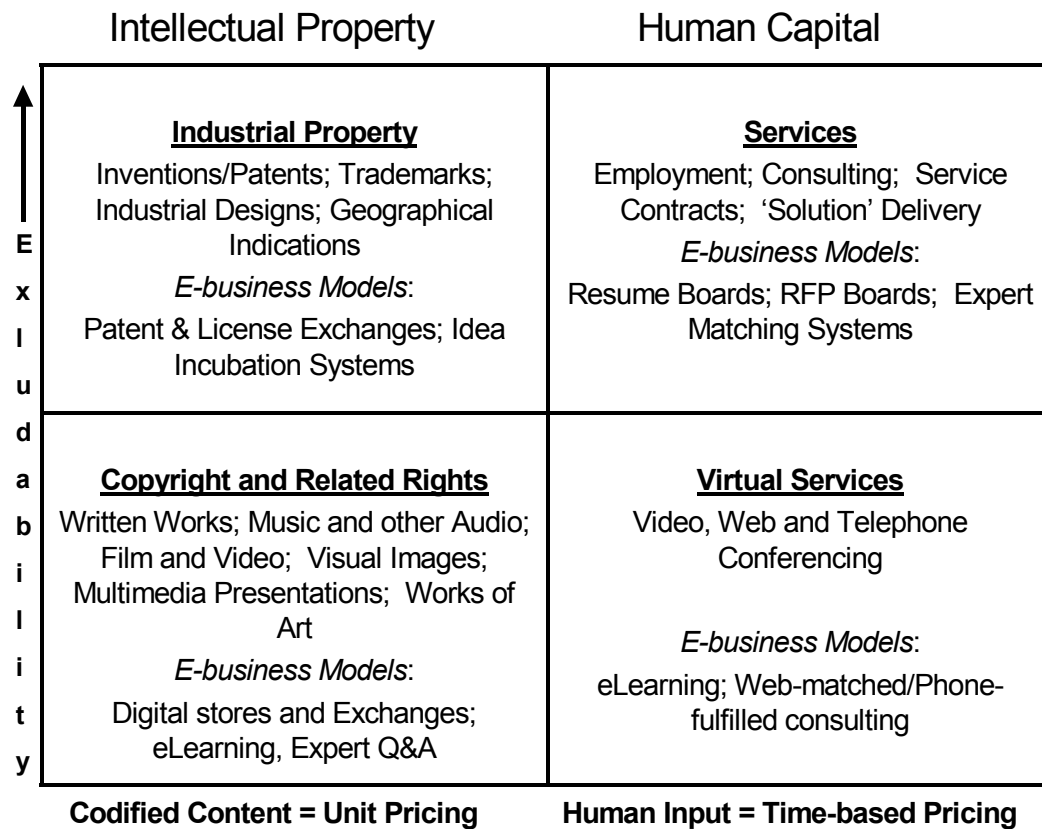 Intellectual Property
Human Capital
Industrial Property
Inventions/Patents; Trademarks;
Industrial Designs; Geographical
Indications
E-business Models:
Patent & License Exchanges; Idea
Incubation Systems
Services
Employment; Consulting; Service
Contracts; ‘Solution’ Delivery
E-business Models:
Resume Boards; RFP Boards; Expert
Matching Systems
Exludability
Copyright and Related Rights
Written Works; Music and other Audio;
Film and Video; Visual Images;
Multimedia Presentations; Works of
Art
E-business Models:
Digital stores and Exchanges;
eLearning, Expert Q&A
Virtual Services
Video, Web and Telephone
Conferencing
E-business Models:
eLearning; Web-matched/Phone-
fulfilled consulting
Codified Content = Unit Pricing
Human Input = Time-based Pricing